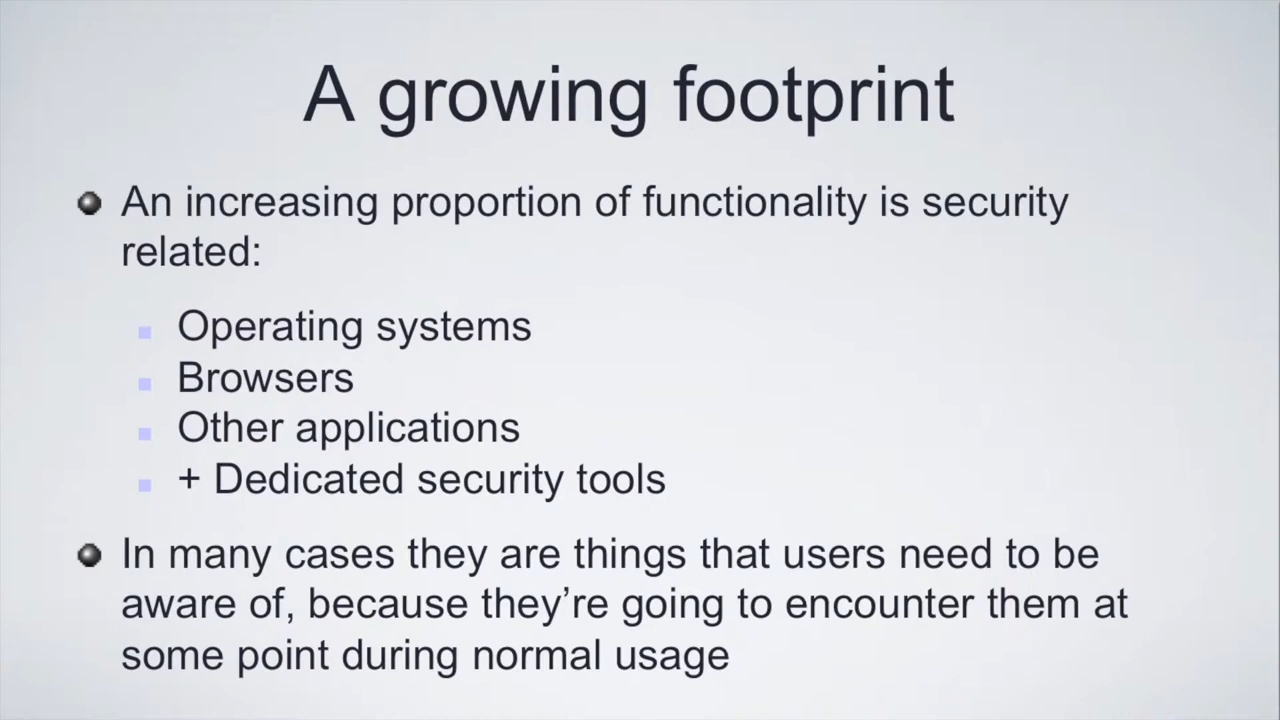 A growing footprint
An increasing proportion of functionality is security
related:
Operating systems
Browsers
Other applications
+ Dedicated security tools
In many cases they are things that users need to be
aware of, because they’re going to encounter them at
some point during normal usage